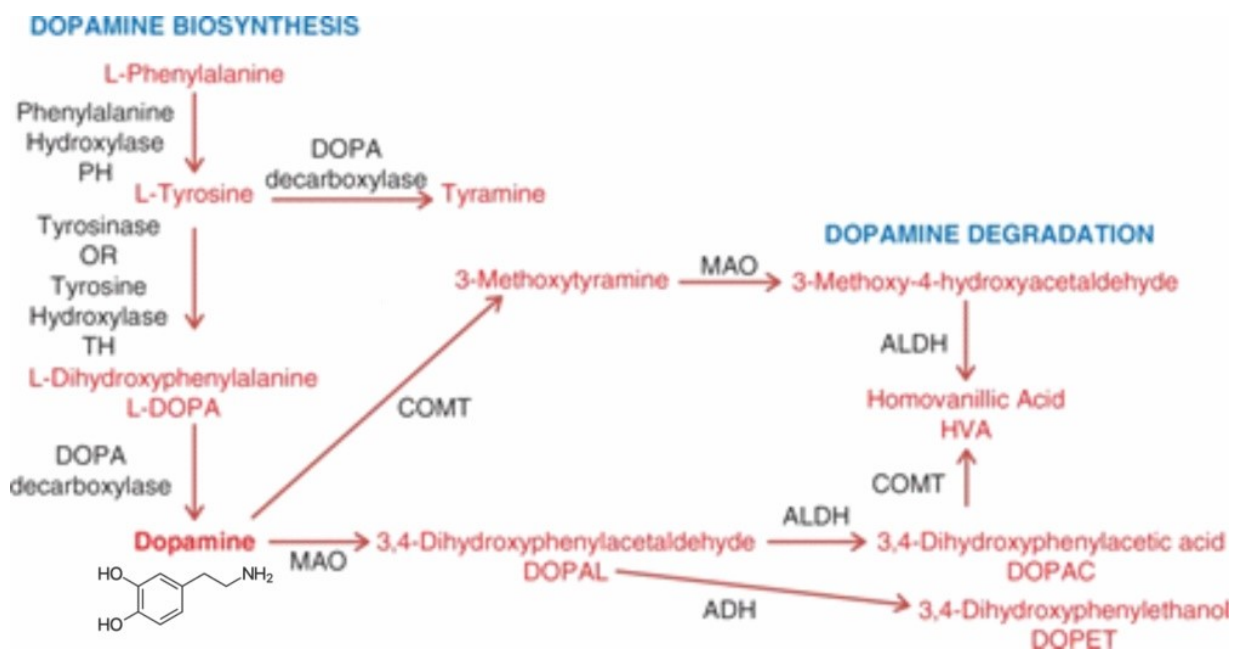 DOPAMINE BIOSYNTHESIS
L-Phenylalanine
Phenylalanine
Hydroxylase
PH
L-Tyrosine
DOPA
decarboxylase
Tyramine
Tyrosinase
OR
Tyrosine
Hydroxylase
TH
L-Dihydroxyphenylalanine
L-DOPA
DOPA
decarboxylase
Dopamine
HO
HO
NH₂
COMT
MAO
DOPAMINE DEGRADATION
3-Methoxytyramine
MAO
3-Methoxy-4-hydroxyacetaldehyde
ALDH
Homovanillic Acid
HVA
COMT
3,4-Dihydroxyphenylacetaldehyde
DOPAL
ALDH
3,4-Dihydroxyphenylacetic acid
DOPAC
ADH
3,4-Dihydroxyphenylethanol
DOPET